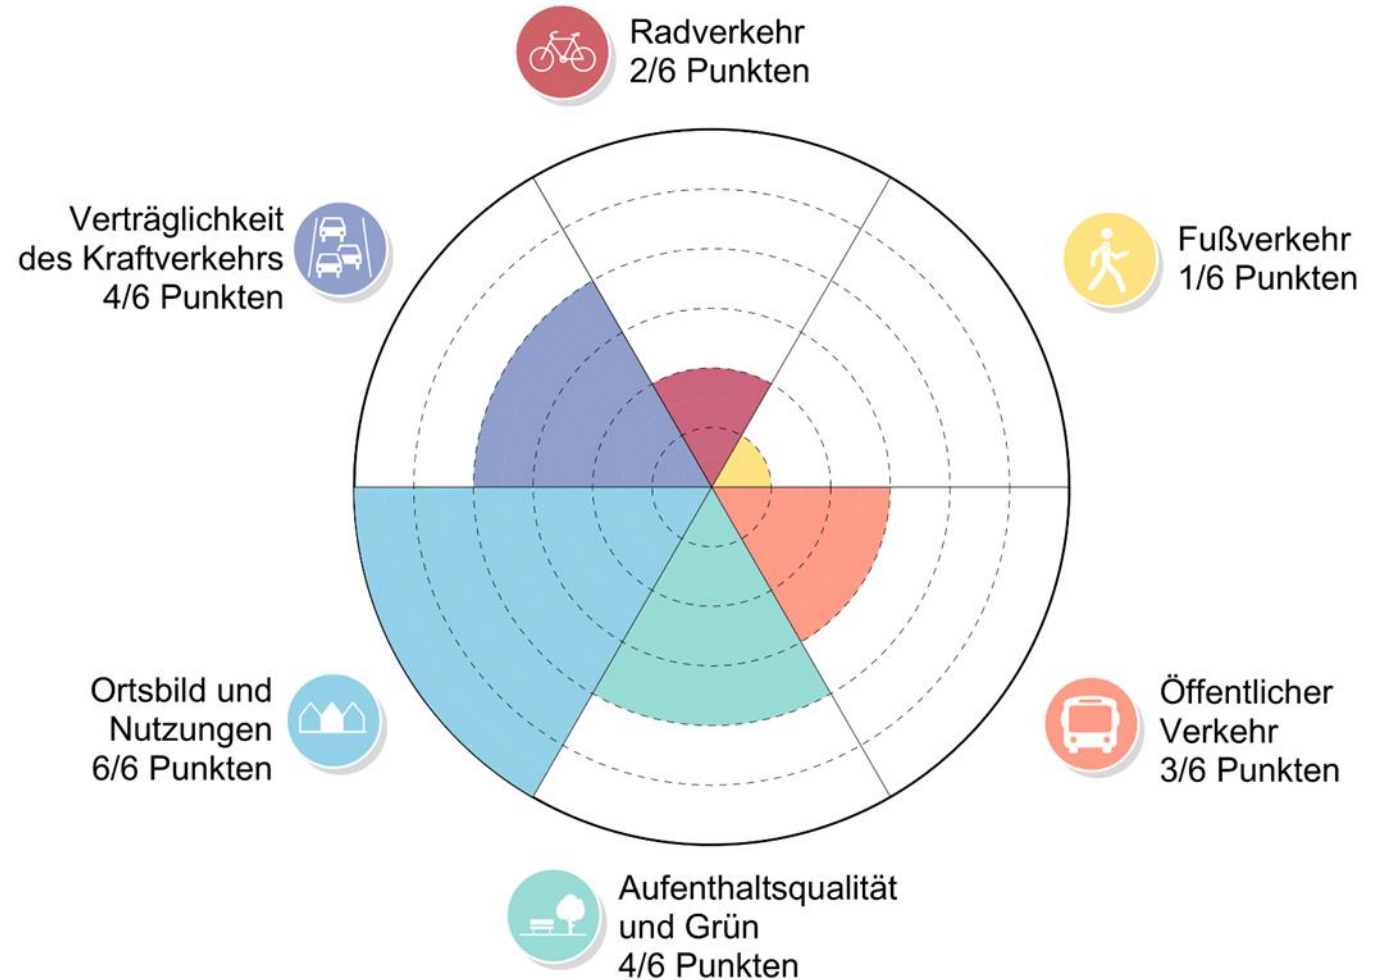 Radverkehr
2/6 Punkten
Verträglichkeit
des Kraftverkehrs
4/6 Punkten
Fußverkehr
1/6 Punkten
Ortsbild und
Nutzungen
6/6 Punkten
Öffentlicher
Verkehr
3/6 Punkten
Aufenthaltsqualität
und Grün
4/6 Punkten